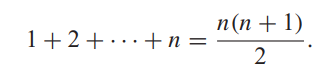 1 + 2 + · · · + n = n(n + 1) / 2 .